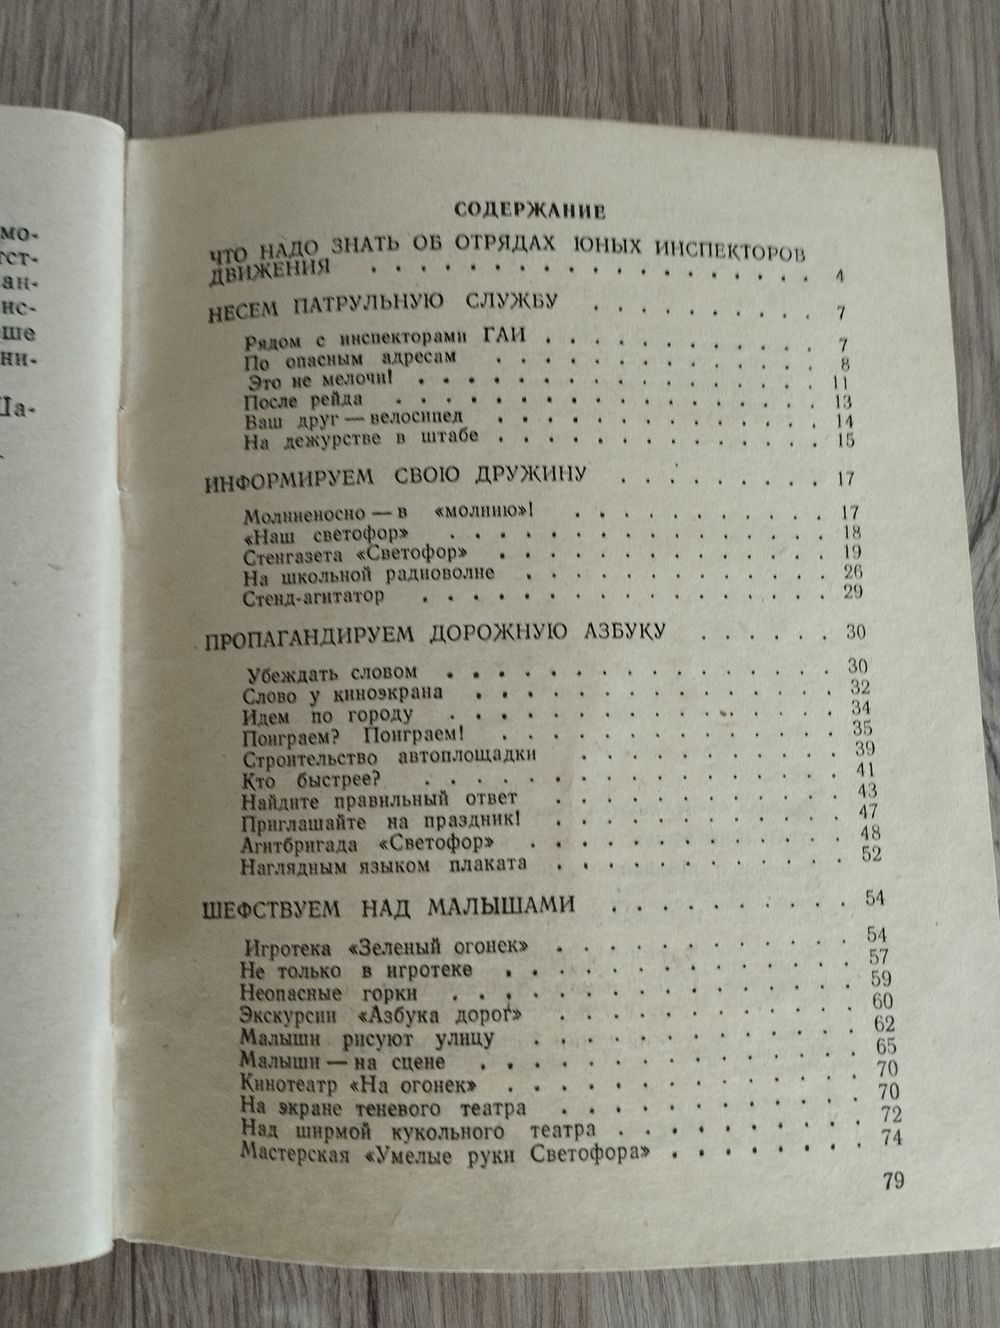 мо-
тст-
ан-
нс-
ше
ни-
Ша-
СОДЕРЖАНИЕ
ЧТО НАДО ЗНАТЬ ОБ ОТРЯДАХ ЮНЫХ ИНСПЕКТОРОВ
ДВИЖЕНИЯ . . . . . . . . . . . . . . . . . . 4
НЕСЕМ ПАТРУЛЬНУЮ СЛУЖБУ . . . . . . . . . 7
Рядом с инспекторами ГАИ . . . . . . . . . . . 7
По опасным адресам . . . . . . . . . . . . . 8
Это не мелочи! . . . . . . . . . . . . . . . 11
После рейда . . . . . . . . . . . . . . . . 13
Ваш друг — велосипед . . . . . . . . . . . . . 14
На дежурстве в штабе . . . . . . . . . . . . . 15
ИНФОРМИРУЕМ СВОЮ ДРУЖИНУ . . . . . . . . 17
Молниеносно — в «молнию»! . . . . . . . . . . 17
«Наш светофор» . . . . . . . . . . . . . . . 18
Стенгазета «Светофор» . . . . . . . . . . . . . 19
На школьной радиоволне . . . . . . . . . . . . 26
Стенд-агитатор . . . . . . . . . . . . . . . . 29
ПРОПАГАНДИРУЕМ ДОРОЖНУЮ АЗБУКУ . . . . . . 30
Убеждать словом . . . . . . . . . . . . . . . 30
Слово у киноэкрана . . . . . . . . . . . . . . 32
Идем по городу . . . . . . . . . . . . . . . 34
Поиграем? Поиграем! . . . . . . . . . . . . . 35
Строительство автоплощадки . . . . . . . . . . 39
Кто быстрее? . . . . . . . . . . . . . . . . 41
Найдите правильный ответ . . . . . . . . . . . 43
Приглашайте на праздник! . . . . . . . . . . . 47
Агитбригада «Светофор» . . . . . . . . . . . . 48
Наглядным языком плаката . . . . . . . . . . . 52
ШЕФСТВУЕМ НАД МАЛЫШАМИ . . . . . . . . . 54
Игротека «Зеленый огонек» . . . . . . . . . . . 54
Не только в игротеке . . . . . . . . . . . . . 57
Неопасные горки . . . . . . . . . . . . . . . 59
Экскурсии «Азбука дорог» . . . . . . . . . . . 60
Малыши рисуют улицу . . . . . . . . . . . . . 62
Малыши — на сцене . . . . . . . . . . . . . . 65
Кинотеатр «На огонек» . . . . . . . . . . . . . 70
На экране теневого театра . . . . . . . . . . . 70
Над ширмой кукольного театра . . . . . . . . . 72
Мастерская «Умелые руки Светофора» . . . . . . . 74
79